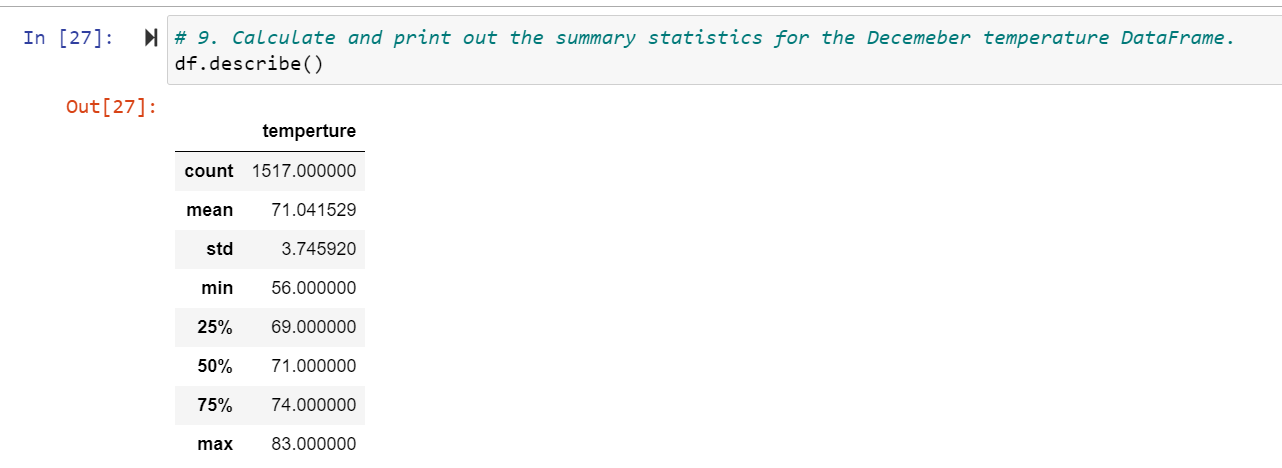 In [27]: # 9. Calculate and print out the summary statistics for the Decemeber temperature DataFrame.
df.describe()
Out[27]:
temperture
count 1517.000000
mean 71.041529
std 3.745920
min 56.000000
25% 69.000000
50% 71.000000
75% 74.000000
max 83.000000